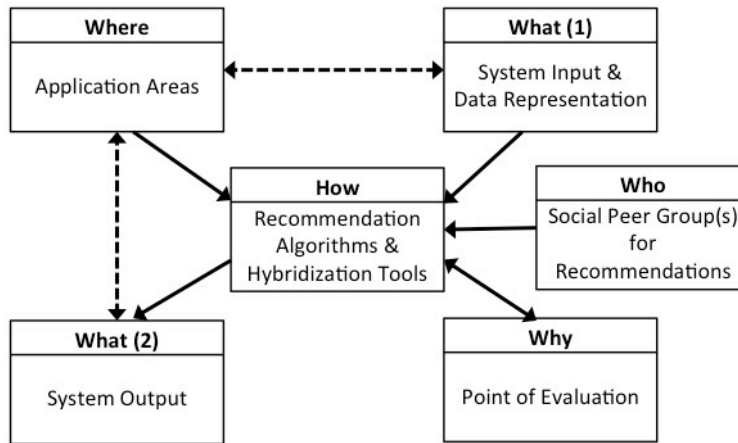 Where
Application Areas
What (1)
System Input &
Data Representation
How
Recommendation
Algorithms &
Hybridization Tools
Who
Social Peer Group(s)
for
Recommendations
What (2)
System Output
Why
Point of Evaluation